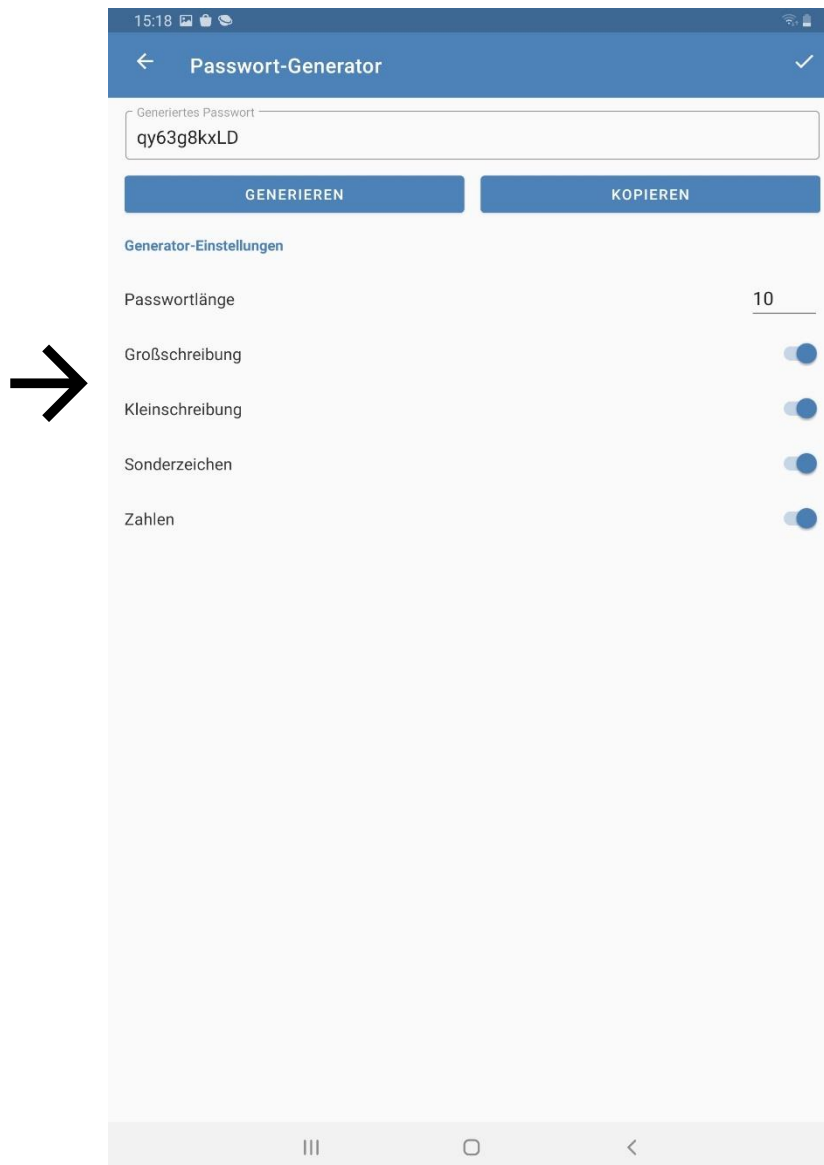 15:18
Passwort-Generator
Generiertes Passwort
qy63g8kxLD
GENERIEREN KOPIEREN
Generator-Einstellungen
Passwortlänge 10
Großschreibung
Kleinschreibung
Sonderzeichen
Zahlen